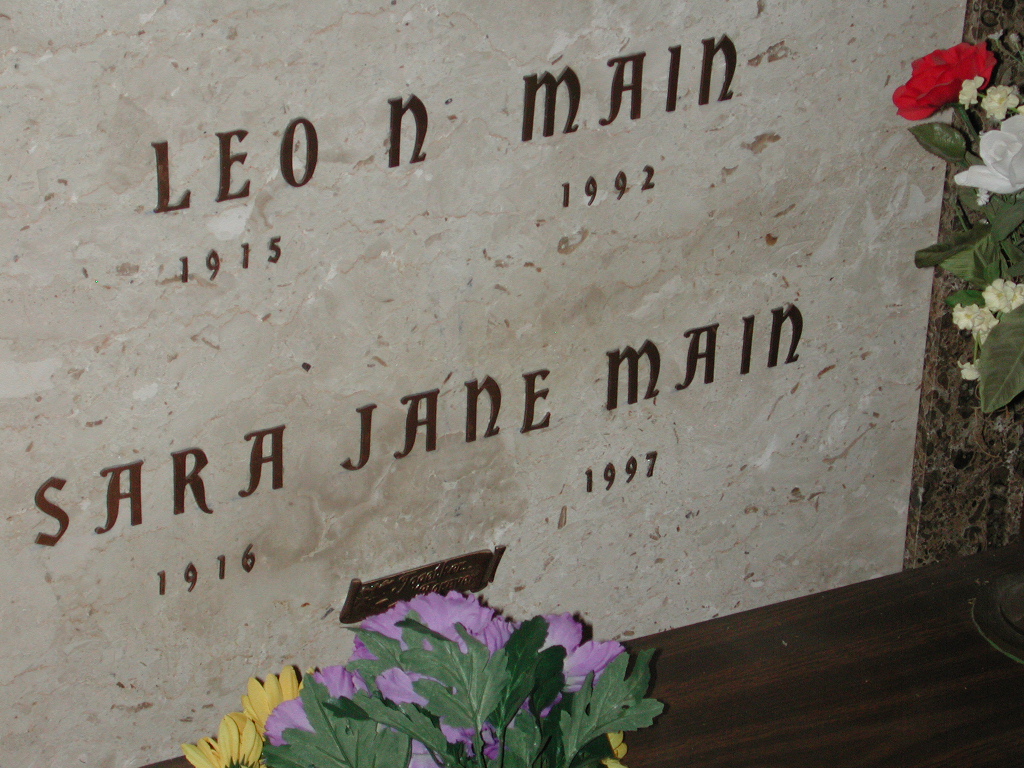 LEO N MAIN
1915 1992
SARA JANE MAIN
1916 1997